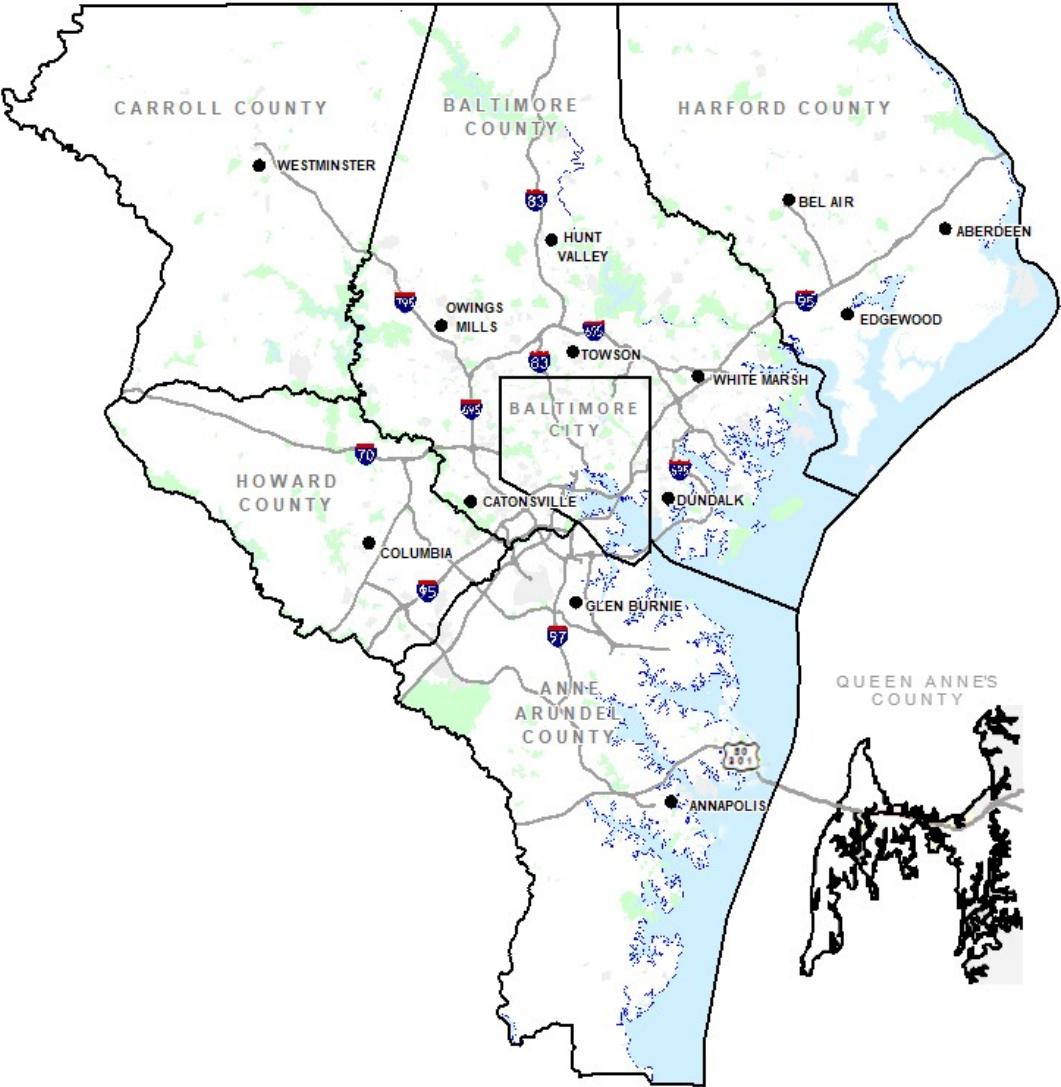 CARROLL COUNTY
BALTIMORE
COUNTY
HARFORD COUNTY
WESTMINSTER
83
BEL AIR
ABERDEEN
HUNT
VALLEY
795
OWINGS
MILLS
95
EDGEWOOD
695
TOWSON
83
WHITE MARSH
695
BALTIMORE
CITY
70
695
HOWARD
COUNTY
CATONSVILLE
DUNDALK
COLUMBIA
95
GLEN BURNIE
97
ANNE
ARUNDEL
COUNTY
QUEEN ANNE'S
COUNTY
50
301
ANNAPOLIS